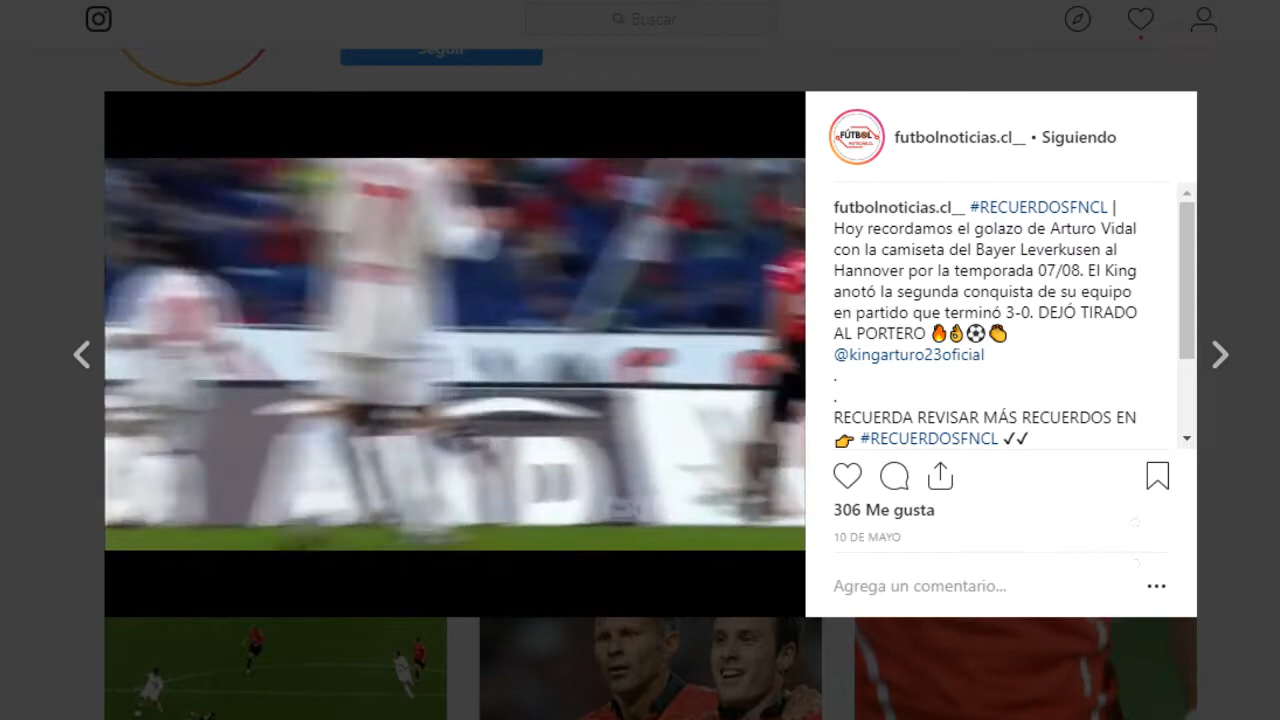 Buscar
Seguir
FÚTBOL
NOTICIAS.CL
futbolnoticias.cl__ • Siguiendo
futbolnoticias.cl__ #RECUERDOSFNCL |
Hoy recordamos el golazo de Arturo Vidal
con la camiseta del Bayer Leverkusen al
Hannover por la temporada 07/08. El King
anotó la segunda conquista de su equipo
en partido que terminó 3-0. DEJÓ TIRADO
AL PORTERO 🔥👌⚽👏
@kingarturo23oficial
.
.
RECUERDA REVISAR MÁS RECUERDOS EN
👉 #RECUERDOSFNCL ✓✓
306 Me gusta
10 DE MAYO
Agrega un comentario...